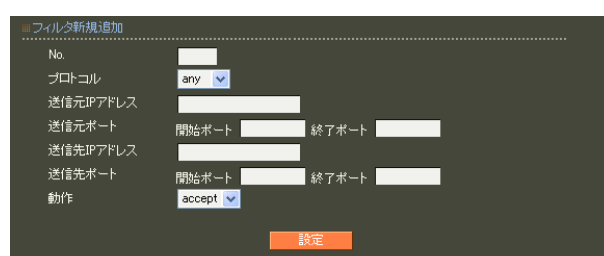 フィルタ新規追加
No.
プロトコル any
送信元IPアドレス
送信元ポート 開始ポート 終了ポート
送信先IPアドレス
送信先ポート 開始ポート 終了ポート
動作 accept
設定